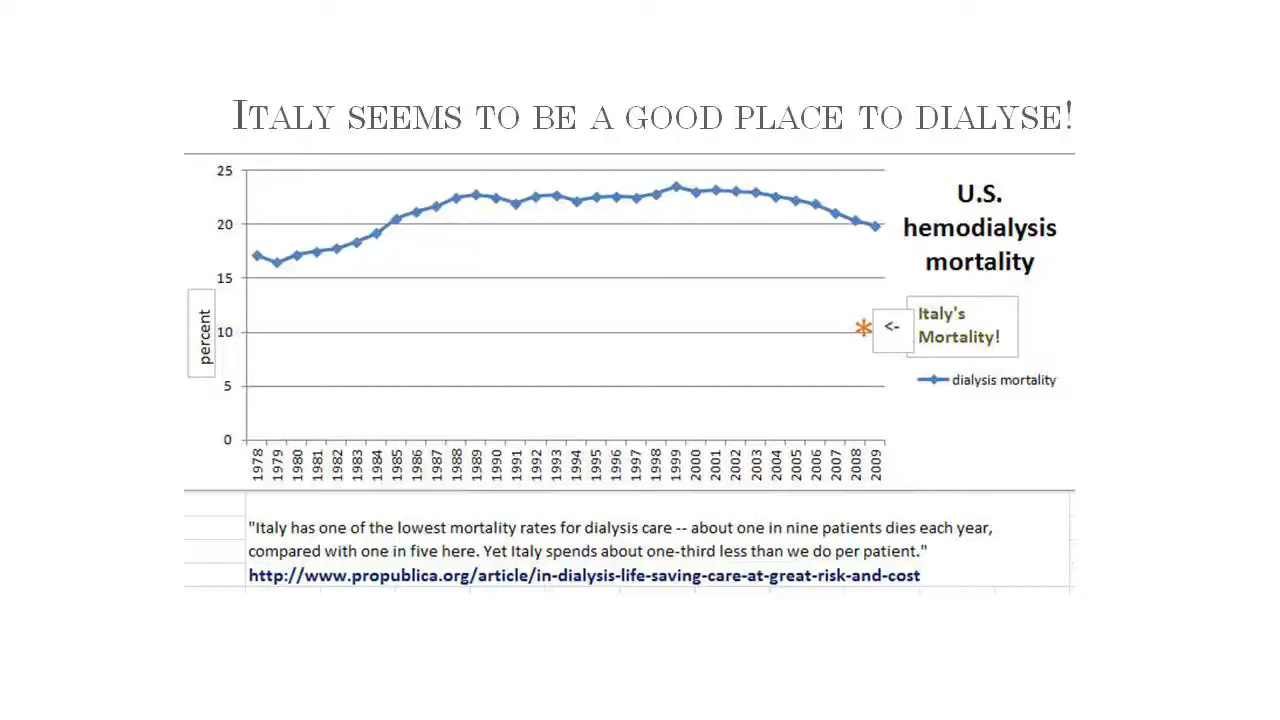 ITALY SEEMS TO BE A GOOD PLACE TO DIALYSE!
25
20
15
10
5
0
percent
U.S.
hemodialysis
mortality
<-
Italy's
Mortality!
dialysis mortality
1978 1979 1980 1981 1982 1983 1984 1985 1986 1987 1988 1989 1990 1991 1992 1993 1994 1995 1996 1997 1998 1999 2000 2001 2002 2003 2004 2005 2006 2007 2008 2009
"Italy has one of the lowest mortality rates for dialysis care -- about one in nine patients dies each year,
compared with one in five here. Yet Italy spends about one-third less than we do per patient."
http://www.propublica.org/article/in-dialysis-life-saving-care-at-great-risk-and-cost